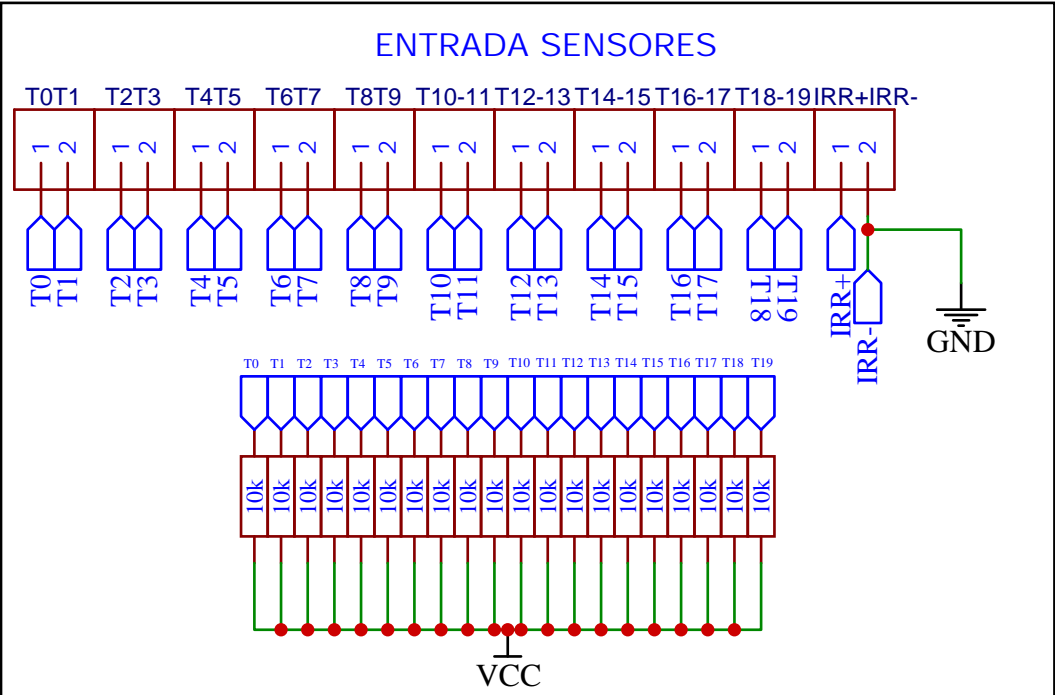 ENTRADA SENSORES
T0T1 T2T3 T4T5 T6T7 T8T9 T10-11 T12-13 T14-15 T16-17 T18-19 IRR+IRR-
1 2 1 2 1 2 1 2 1 2 1 2 1 2 1 2 1 2 1 2 1 2
T0 T1 T2 T3 T4 T5 T6 T7 T8 T9 T10 T11 T12 T13 T14 T15 T16 T17 T18 T19 IRR+ IRR-
GND
T0 T1 T2 T3 T4 T5 T6 T7 T8 T9 T10 T11 T12 T13 T14 T15 T16 T17 T18 T19
10k 10k 10k 10k 10k 10k 10k 10k 10k 10k 10k 10k 10k 10k 10k 10k 10k 10k 10k 10k
VCC